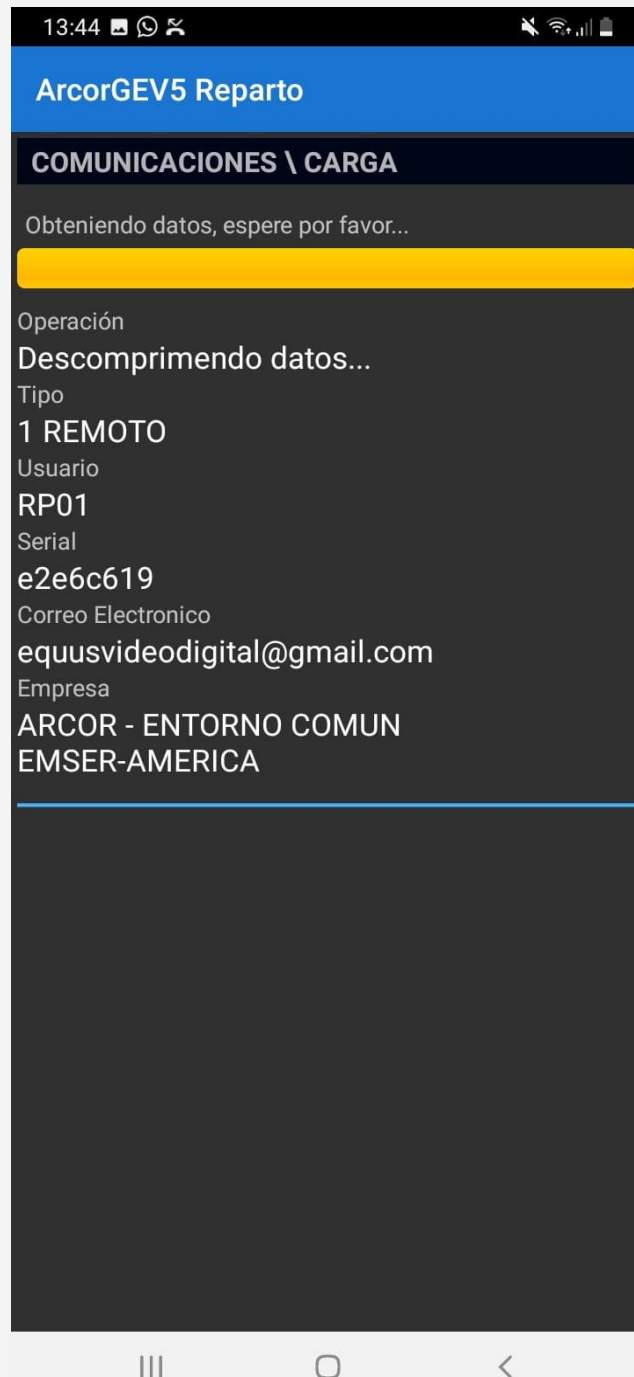 13:44
ArcorGEV5 Reparto
COMUNICACIONES \ CARGA
Obteniendo datos, espere por favor...
Operación
Descomprimendo datos...
Tipo
1 REMOTO
Usuario
RP01
Serial
e2e6c619
Correo Electronico
equusvideodigital@gmail.com
Empresa
ARCOR - ENTORNO COMUN
EMSER-AMERICA